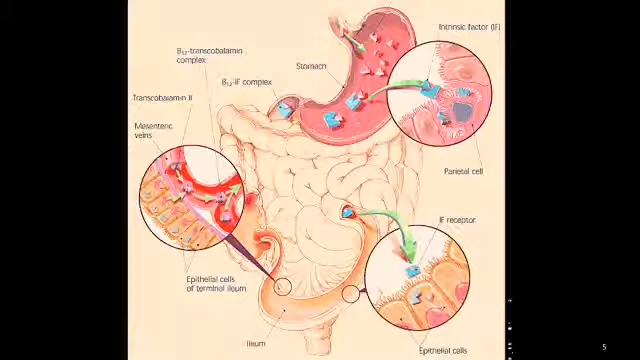 Intrinsic factor (IF)
B₁₂-transcobalamin
complex
Stomach
B₁₂-IF complex
Transcobalamin II
Mesenteric
veins
Parietal cell
IF receptor
Epithelial cells
of terminal ileum
Ileum
Epithelial cells
5